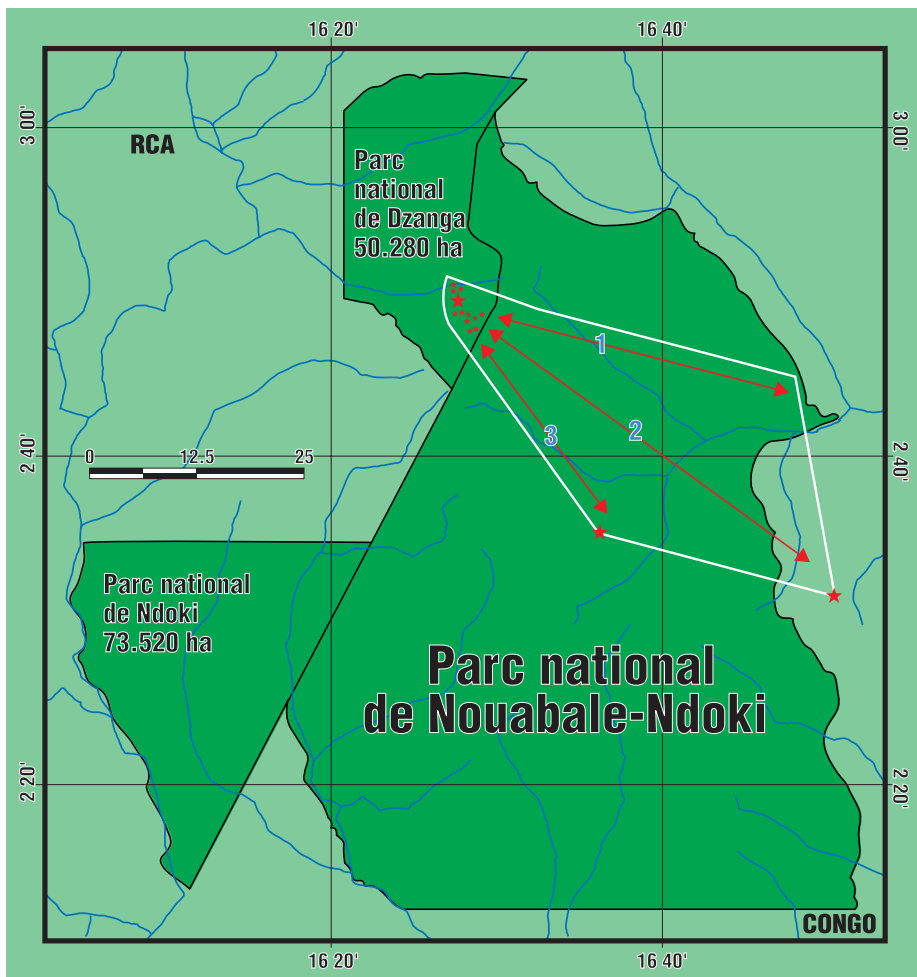 16 20'
16 40'
3 00'
3 00'
RCA
Parc
national
de Dzanga
50.280 ha
1
2
3
2 40'
2 40'
0 12.5 25
Parc national
de Ndoki
73.520 ha
Parc national
de Nouabale-Ndoki
2 20'
2 20'
CONGO
16 20'
16 40'